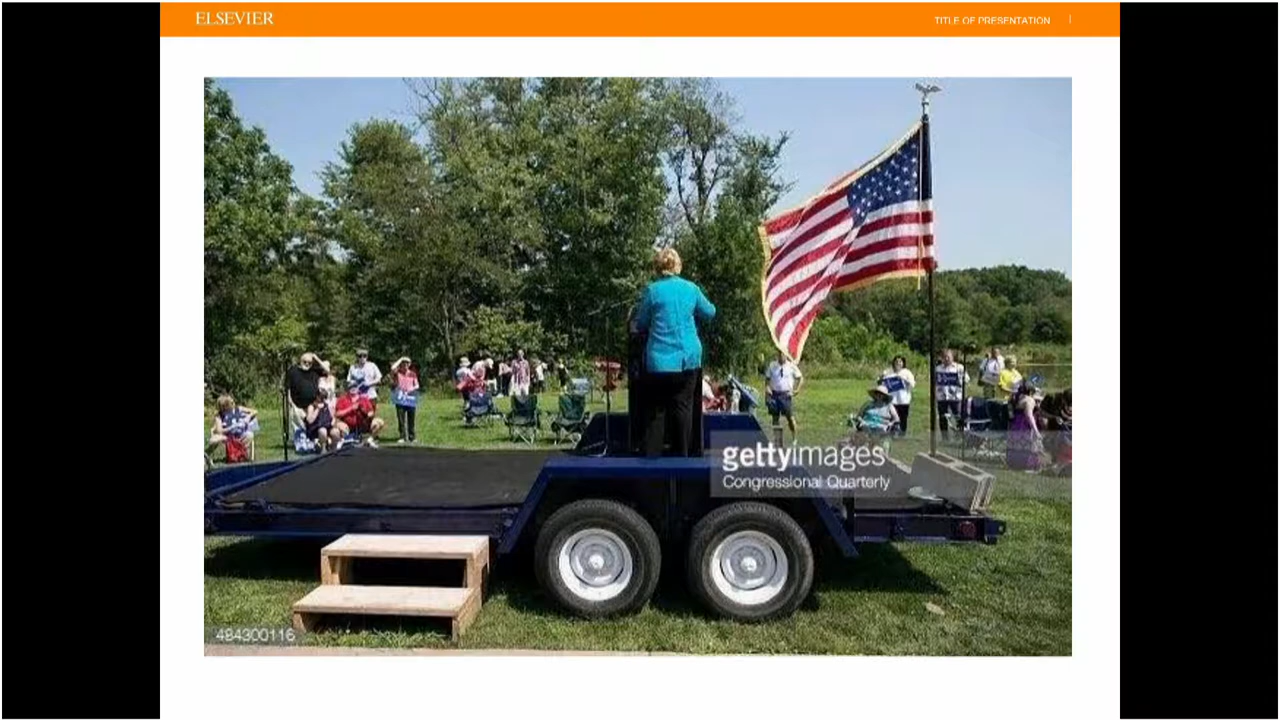 ELSEVIER
TITLE OF PRESENTATION |
gettyimages
Congressional Quarterly
484300116